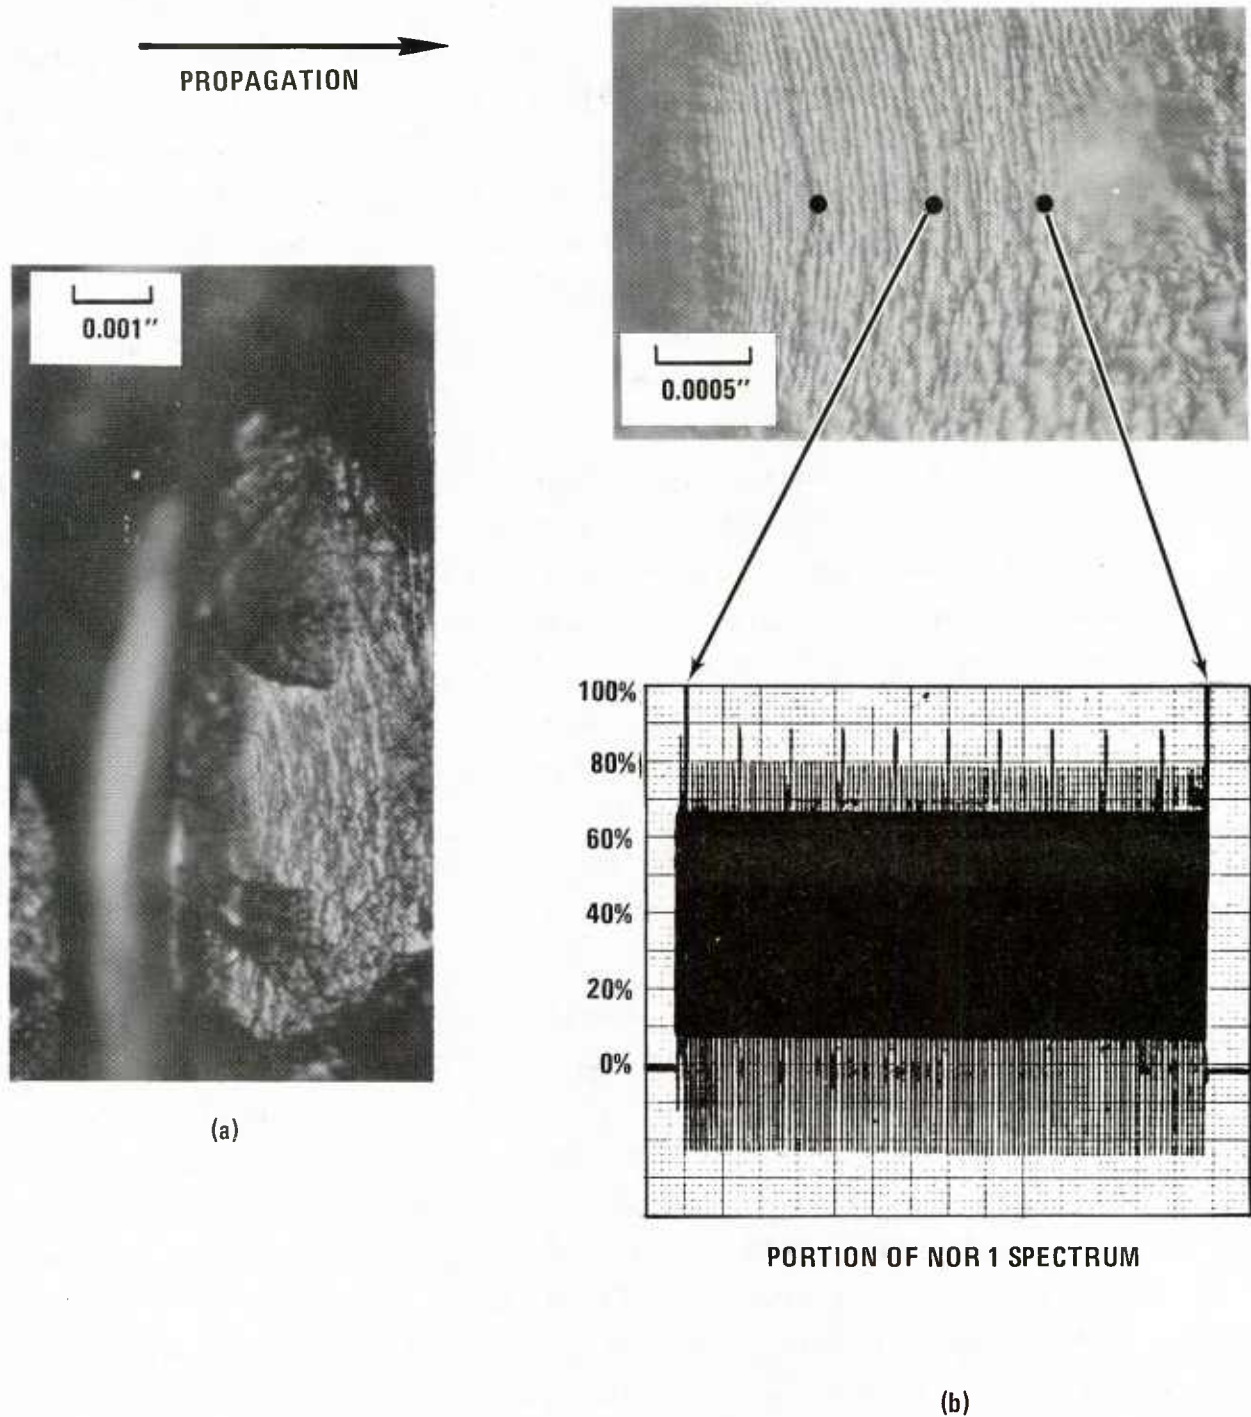 PROPAGATION
0.001″
0.0005″
100%
80%
60%
40%
20%
0%
(a)
PORTION OF NOR 1 SPECTRUM
(b)